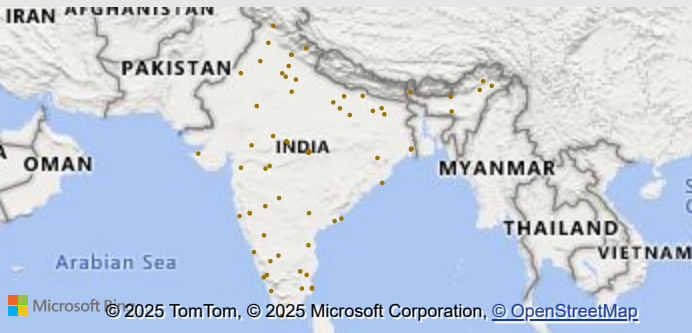 IRAN
AFGHANISTAN
PAKISTAN
OMAN
INDIA
MYANMAR
THAILAND
VIETNAM
Arabian Sea
Microsoft Bing
© 2025 TomTom, © 2025 Microsoft Corporation, © OpenStreetMap